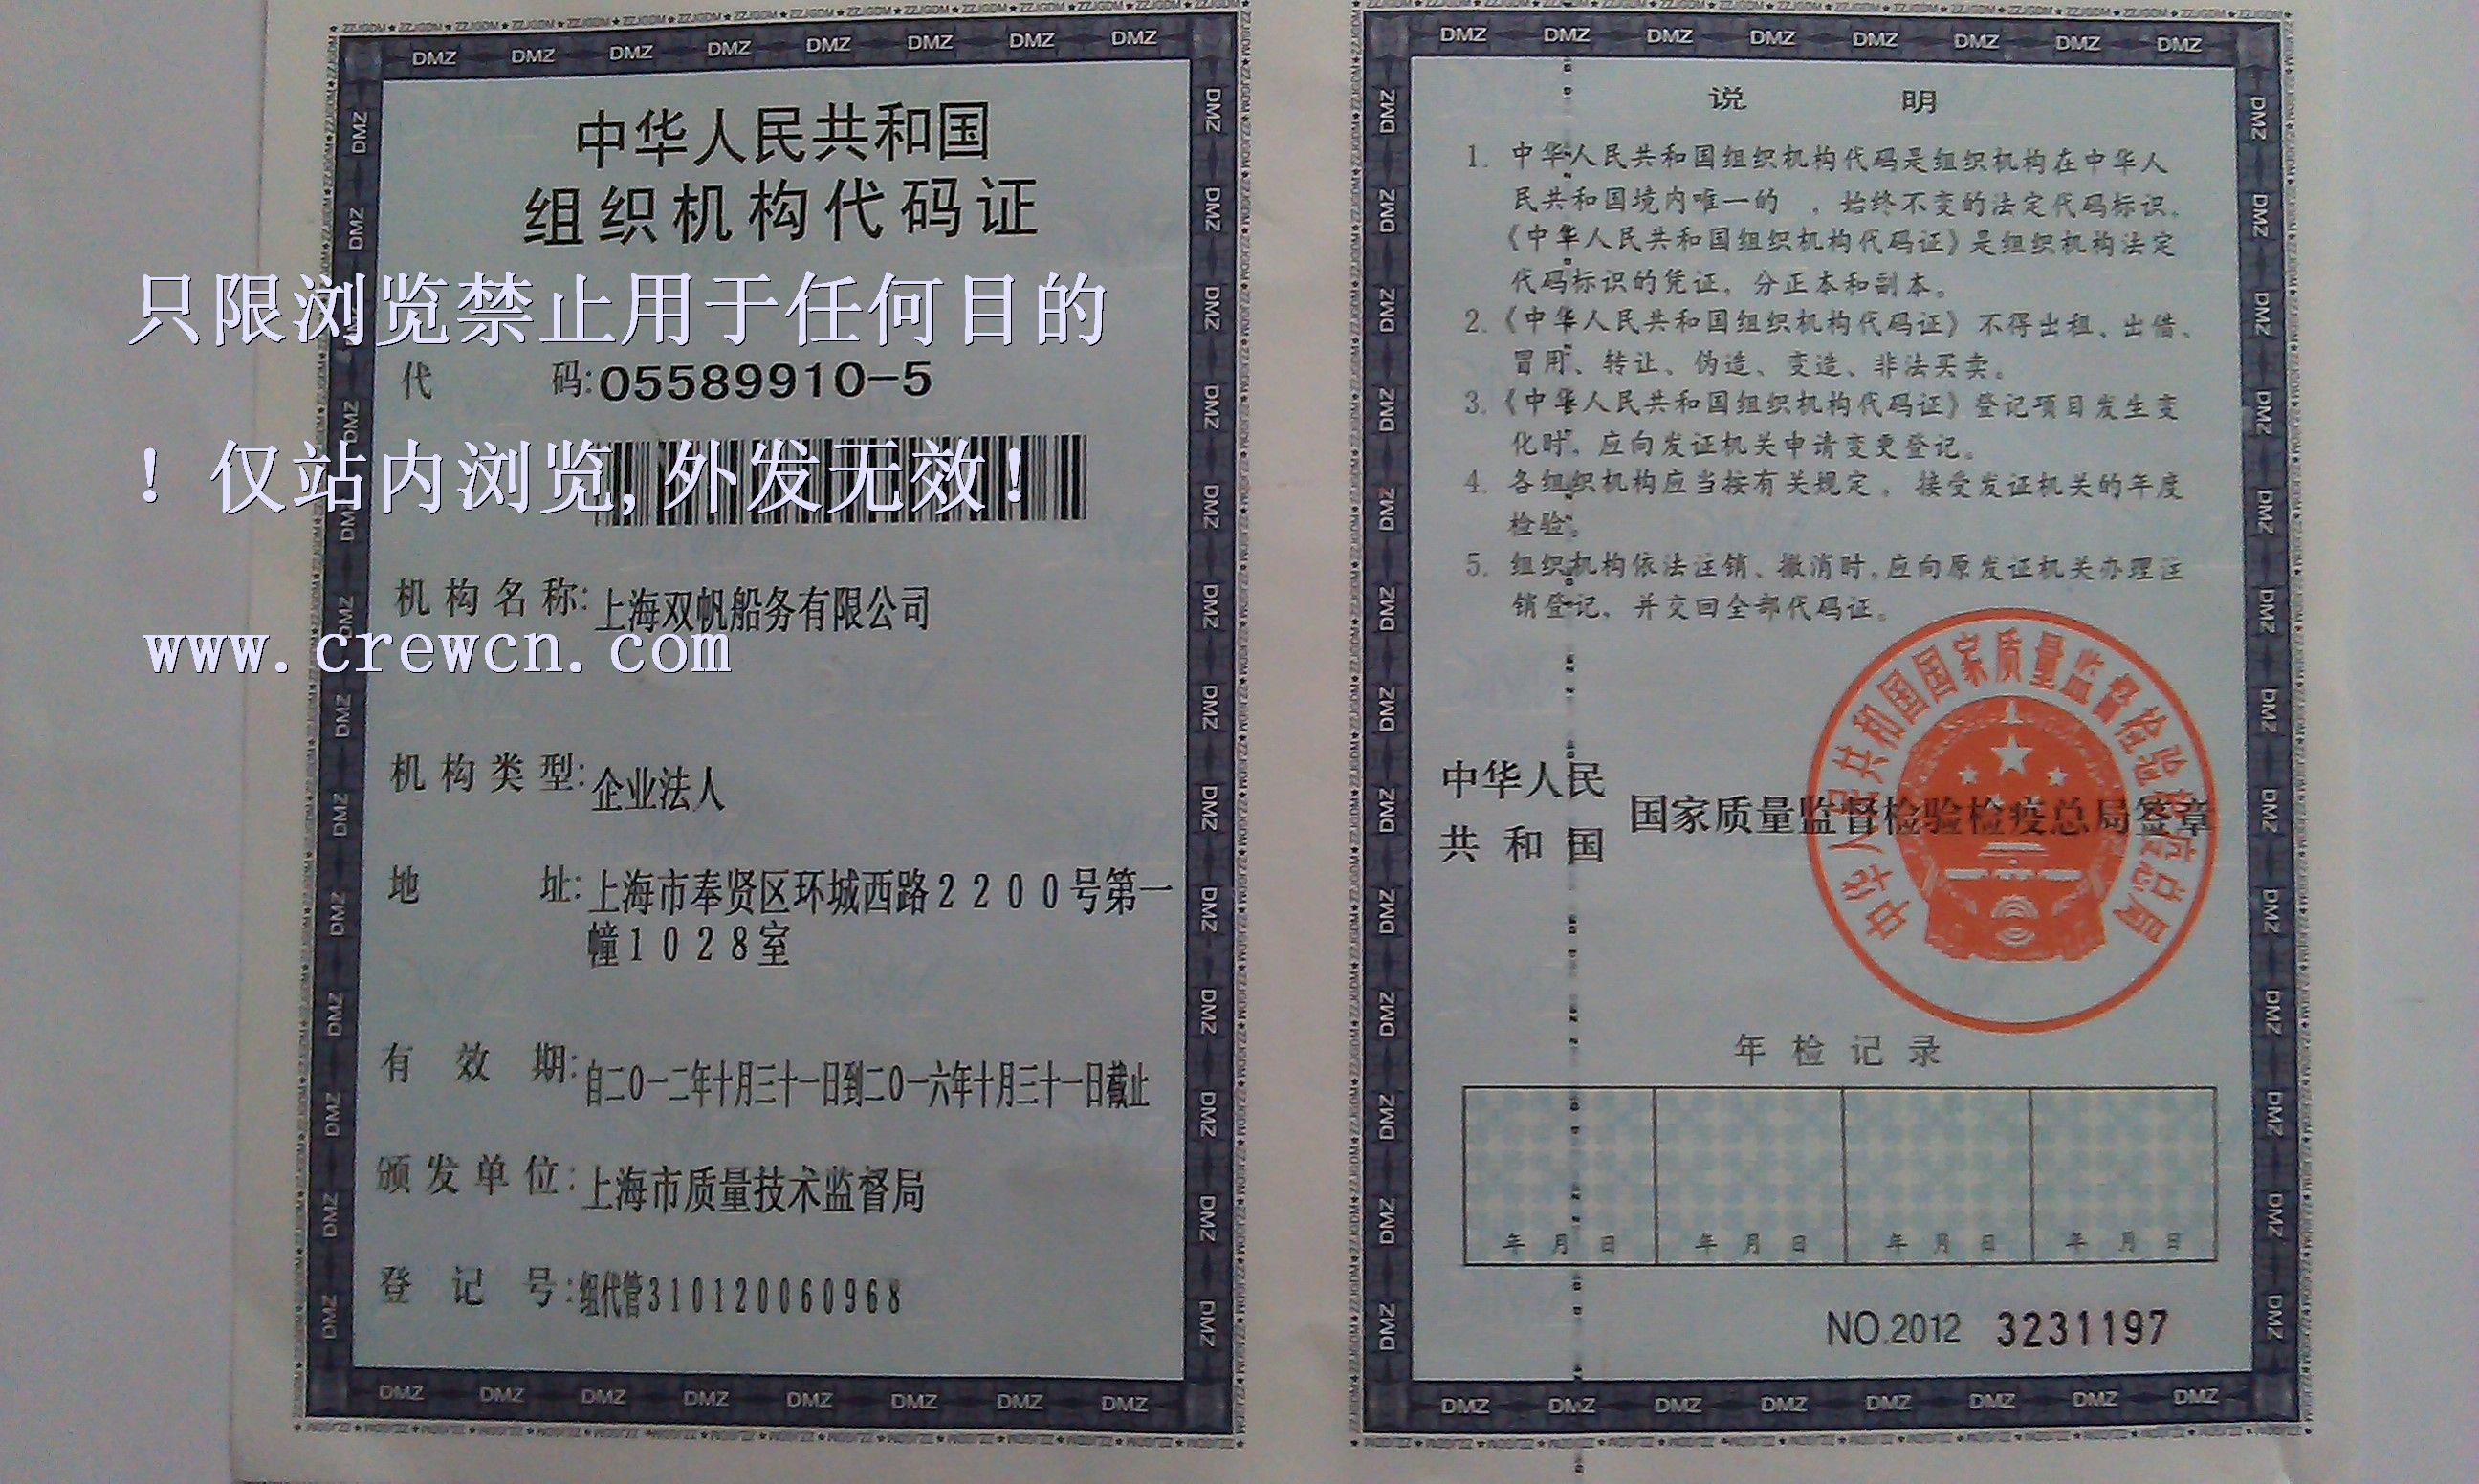 中华人民共和国
组织机构代码证
只限浏览禁止用于任何目的
代 码:05589910-5
！仅站内浏览,外发无效！
机构名称:上海双帆船务有限公司
www.crewcn.com
机构类型:企业法人
地 址:上海市奉贤区环城西路2200号第一
幢1028室
有 效 期:自二0一二年十月三十一日到二0一六年十月三十一日截止
颁发单位:上海市质量技术监督局
登 记 号:组代管310120060968
说 明
1. 中华人民共和国组织机构代码是组织机构在中华人
民共和国境内唯一的 ，始终不变的法定代码标识，
《中华人民共和国组织机构代码证》是组织机构法定
代码标识的凭证，分正本和副本。
2.《中华人民共和国组织机构代码证》不得出租、出借、
冒用、转让、伪造、变造、非法买卖。
3.《中华人民共和国组织机构代码证》登记项目发生变
化时，应向发证机关申请变更登记。
4. 各组织机构应当按有关规定，接受发证机关的年度
检验。
5. 组织机构依法注销、撤消时，应向原发证机关办理注
销登记，并交回全部代码证。
中华人民共和国国家质量监督检验检疫总局
中华人民
共和国
国家质量监督检验检疫总局签章
年检记录
年 月 日 年 月 日 年 月 日 年 月 日
NO.2012 3231197